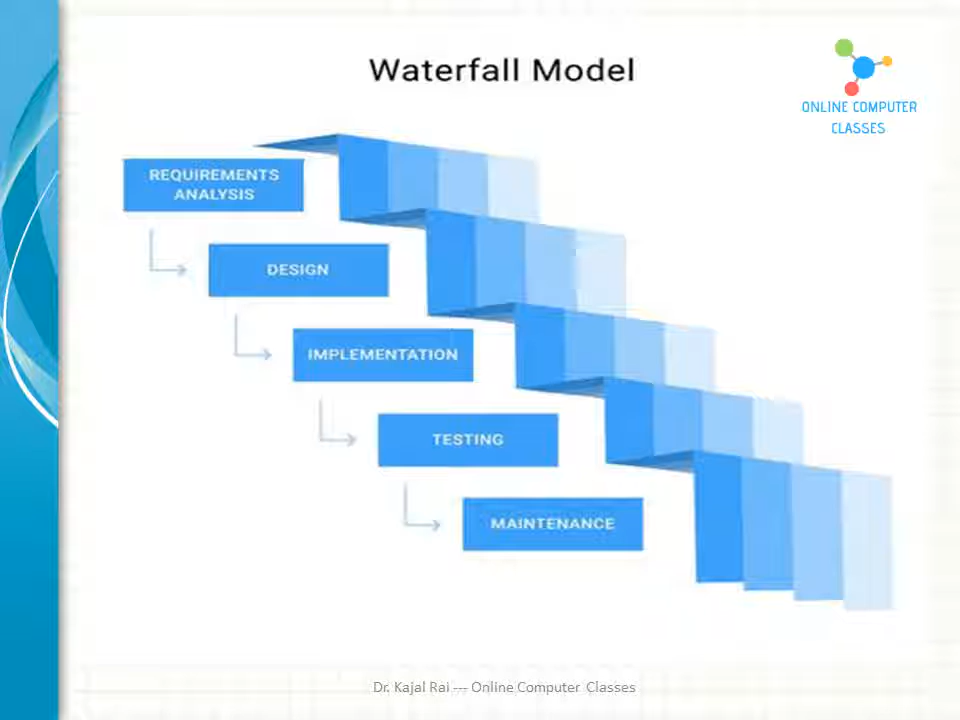 Waterfall Model
ONLINE COMPUTER
CLASSES
REQUIREMENTS
ANALYSIS
DESIGN
IMPLEMENTATION
TESTING
MAINTENANCE
Dr. Kajal Rai --- Online Computer Classes